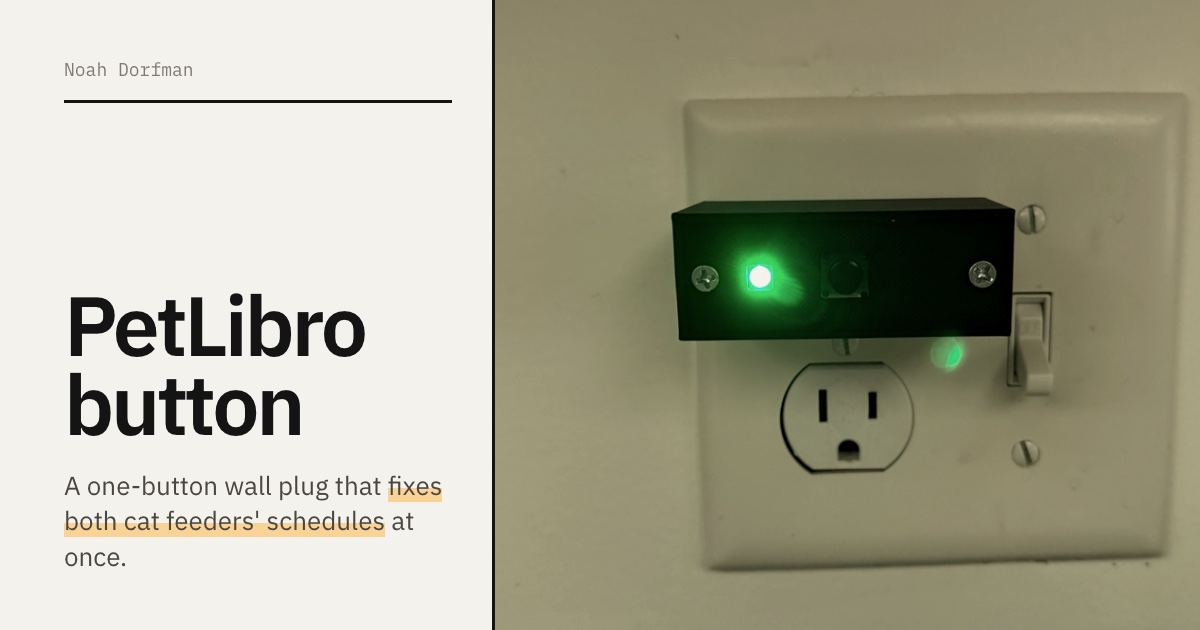 Noah Dorfman
PetLibro
button
A one-button wall plug that fixes
both cat feeders' schedules at
once.